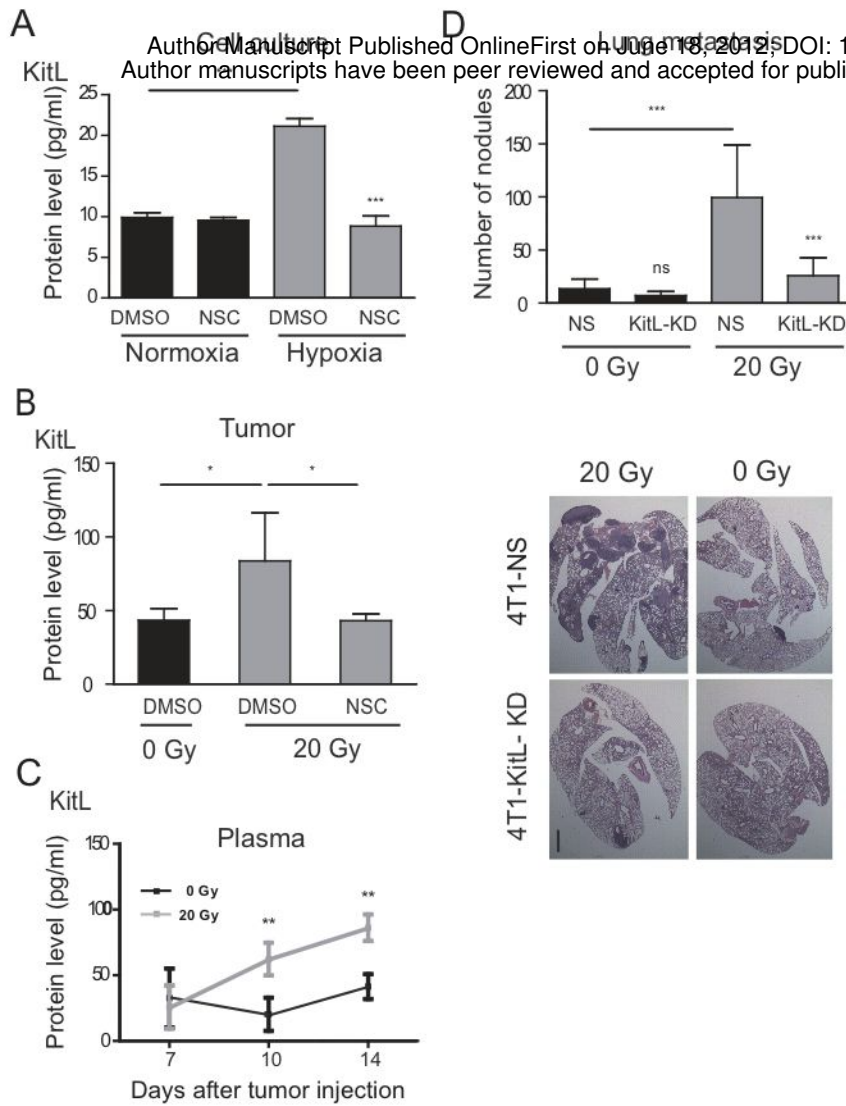 A
Cell culture
Author Manuscript Published OnlineFirst on June 18, 2012; DOI: 1
Author manuscripts have been peer reviewed and accepted for publi
KitL
Protein level (pg/ml)
25
20
15
10
5
0
***
DMSO NSC DMSO NSC
Normoxia Hypoxia
B
KitL
Tumor
Protein level (pg/ml)
150
100
50
0
* *
DMSO DMSO NSC
0 Gy 20 Gy
C
KitL
Plasma
Protein level (pg/ml)
150
100
50
0
0 Gy
20 Gy
** **
7 10 14
Days after tumor injection
D
Lung metastasis
Number of nodules
200
150
100
50
0
***
ns ***
NS KitL-KD NS KitL-KD
0 Gy 20 Gy
20 Gy 0 Gy
4T1-NS
4T1-KitL- KD